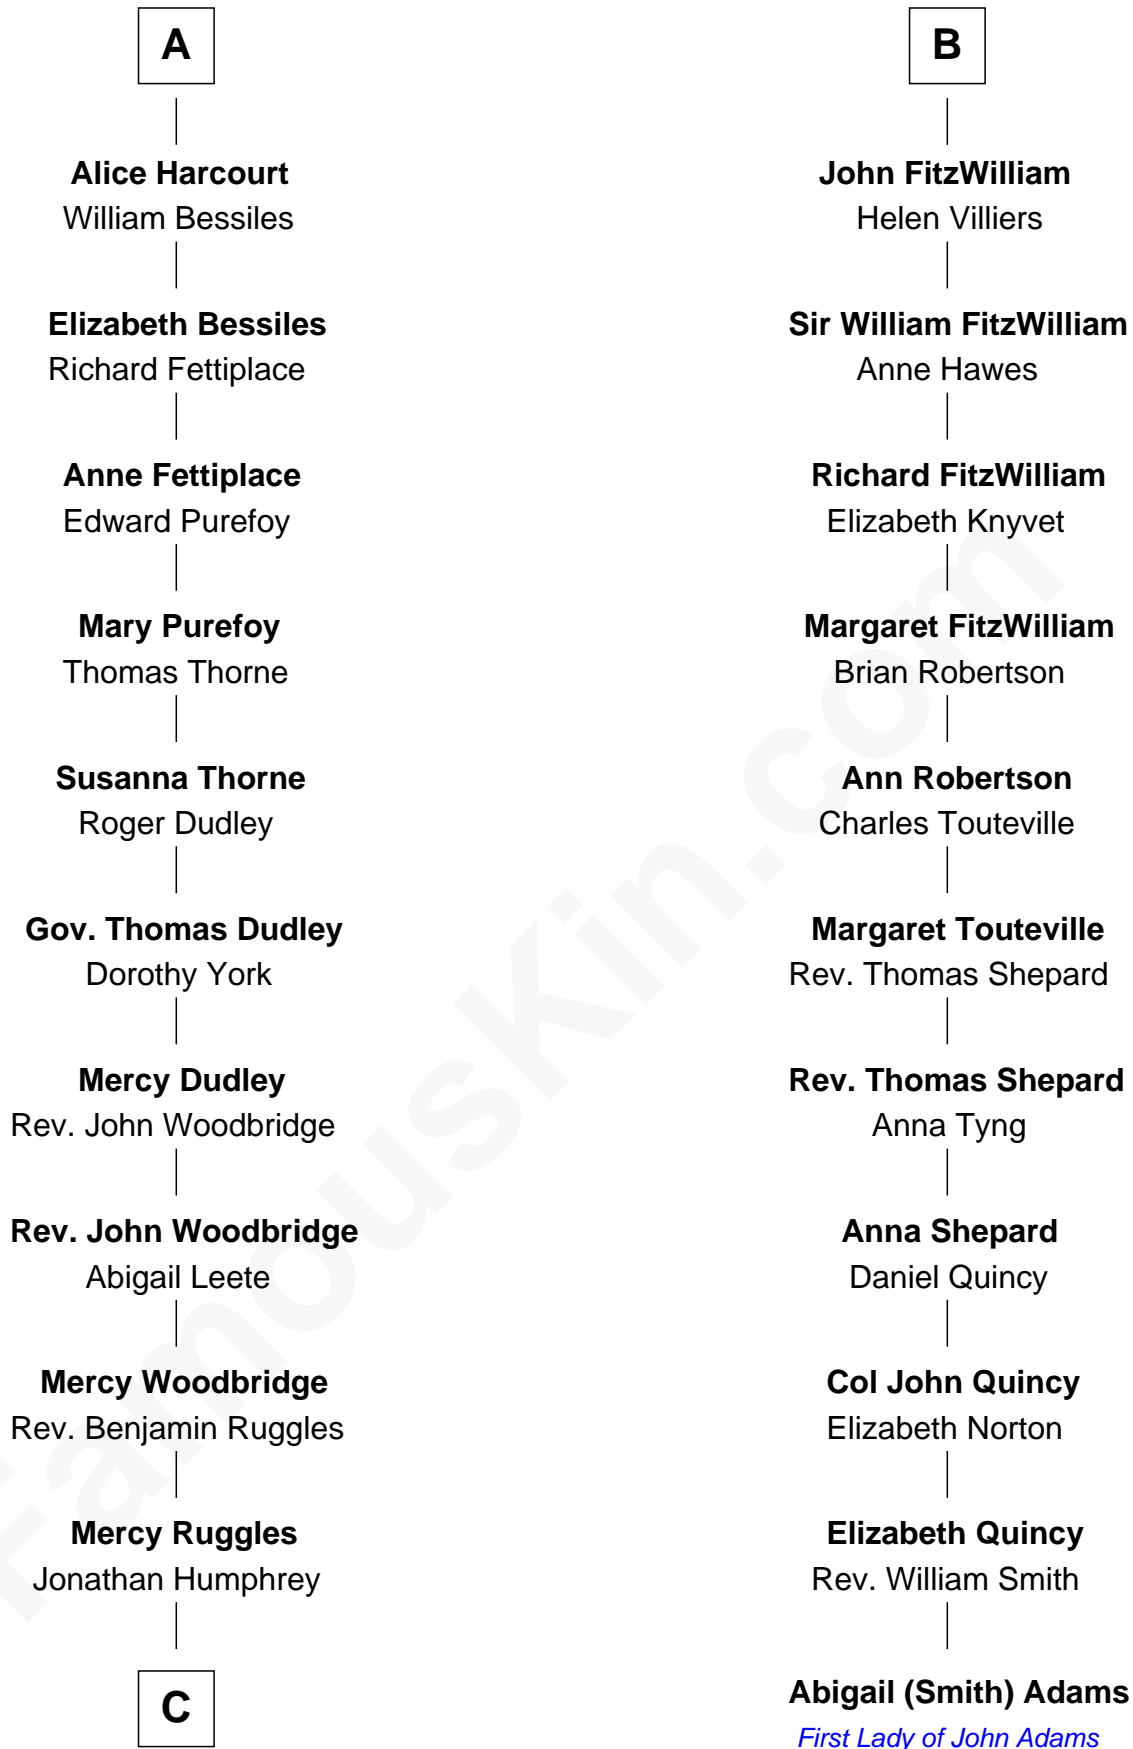 A
Alice Harcourt
William Bessiles
Elizabeth Bessiles
Richard Fettiplace
Anne Fettiplace
Edward Purefoy
Mary Purefoy
Thomas Thorne
Susanna Thorne
Roger Dudley
Gov. Thomas Dudley
Dorothy York
Mercy Dudley
Rev. John Woodbridge
Rev. John Woodbridge
Abigail Leete
Mercy Woodbridge
Rev. Benjamin Ruggles
Mercy Ruggles
Jonathan Humphrey
C
B
John FitzWilliam
Helen Villiers
Sir William FitzWilliam
Anne Hawes
Richard FitzWilliam
Elizabeth Knyvet
Margaret FitzWilliam
Brian Robertson
Ann Robertson
Charles Touteville
Margaret Touteville
Rev. Thomas Shepard
Rev. Thomas Shepard
Anna Tyng
Anna Shepard
Daniel Quincy
Col John Quincy
Elizabeth Norton
Elizabeth Quincy
Rev. William Smith
Abigail (Smith) Adams
First Lady of John Adams
FamousKin.com